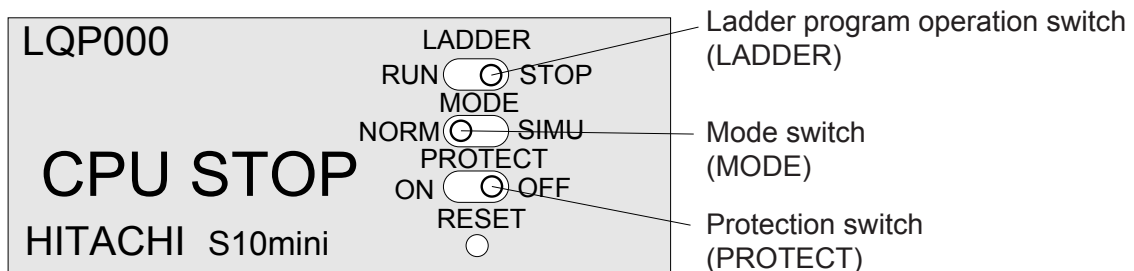 LQP000
LADDER
RUN STOP
MODE
NORM SIMU
PROTECT
CPU STOP
ON OFF
RESET
HITACHI S10mini
Ladder program operation switch
(LADDER)
Mode switch
(MODE)
Protection switch
(PROTECT)